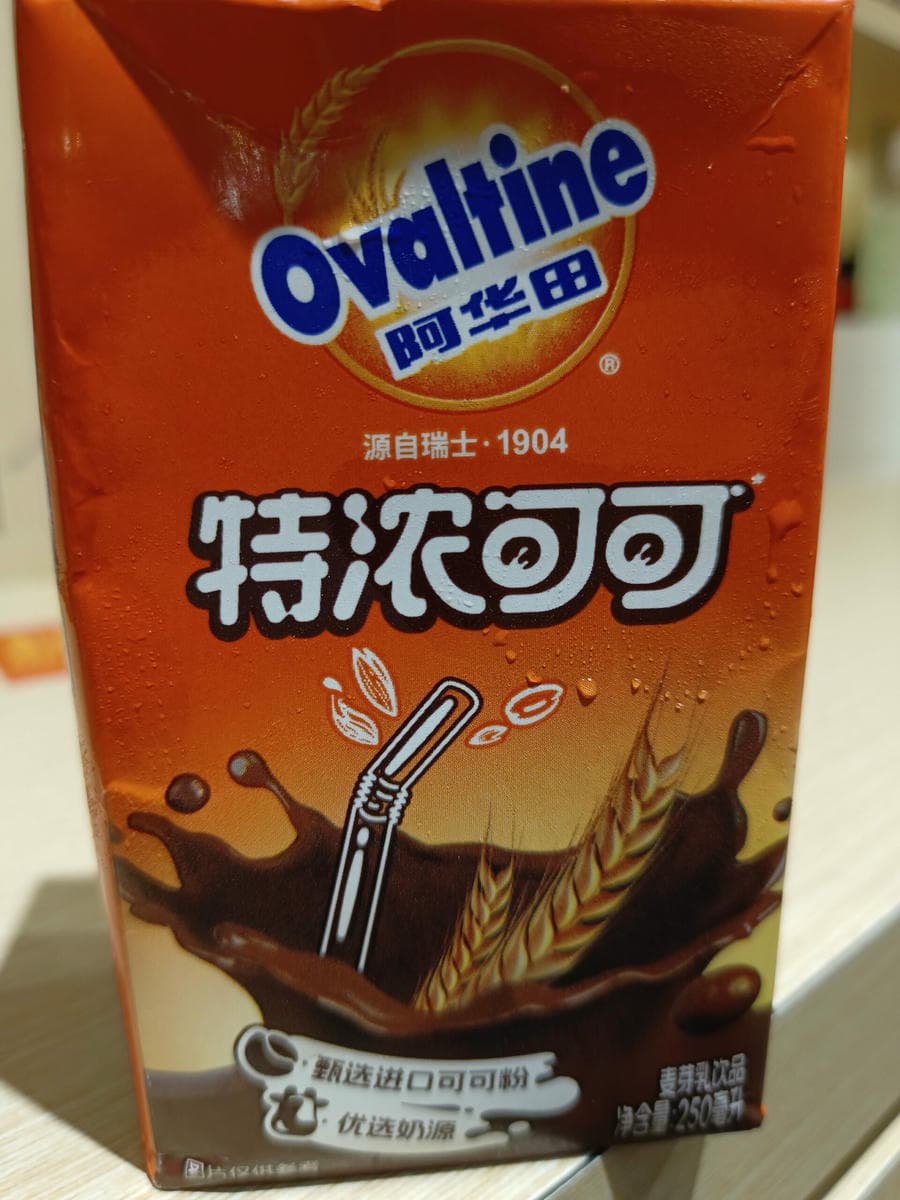 Ovaltine
阿华田
®
源自瑞士·1904
特浓可可*
·甄选进口可可粉
·优选奶源
麦芽乳饮品
净含量:250毫升
图片仅供参考